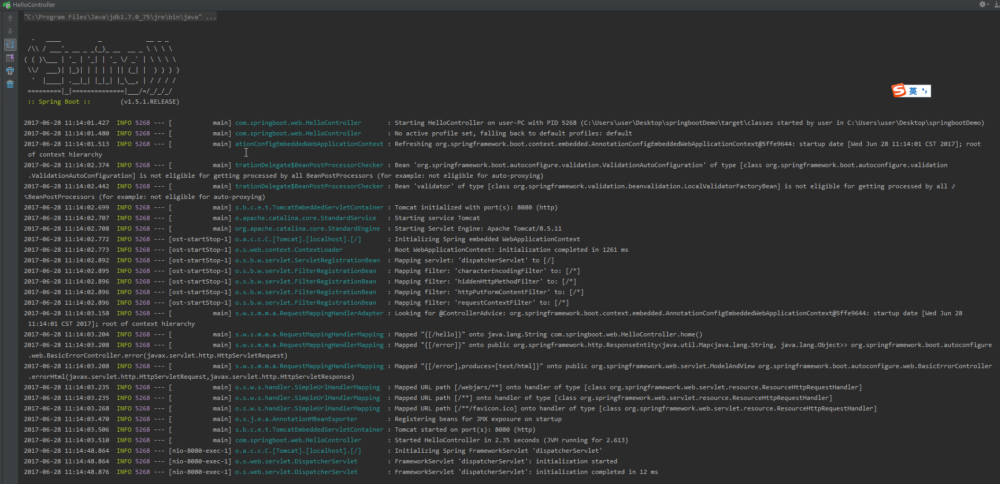 HelloController
"C:\Program Files\Java\jdk1.7.0_75\jre\bin\java" ...
  .   ____          _            __ _ _
 /\\ / ___'_ __ _ _(_)_ __  __ _ \ \ \ \
( ( )\___ | '_ | '_| | '_ \/ _` | \ \ \ \
 \\/  ___)| |_)| | | | | || (_| |  ) ) ) )
  '  |____| .__|_| |_|_| |_\__, | / / / /
 =========|_|==============|___/=/_/_/_/
 :: Spring Boot ::        (v1.5.1.RELEASE)
英
2017-06-28 11:14:01.427  INFO 5268 --- [           main] com.springboot.web.HelloController       : Starting HelloController on user-PC with PID 5268 (C:\Users\user\Desktop\springbootDemo\target\classes started by user in C:\Users\user\Desktop\springbootDemo)
2017-06-28 11:14:01.480  INFO 5268 --- [           main] com.springboot.web.HelloController       : No active profile set, falling back to default profiles: default
2017-06-28 11:14:01.513  INFO 5268 --- [           main] ationConfigEmbeddedWebApplicationContext : Refreshing org.springframework.boot.context.embedded.AnnotationConfigEmbeddedWebApplicationContext@5ffe9644: startup date [Wed Jun 28 11:14:01 CST 2017]; root
 of context hierarchy
2017-06-28 11:14:02.374  INFO 5268 --- [           main] trationDelegate$BeanPostProcessorChecker : Bean 'org.springframework.boot.autoconfigure.validation.ValidationAutoConfiguration' of type [class org.springframework.boot.autoconfigure.validation
 .ValidationAutoConfiguration] is not eligible for getting processed by all BeanPostProcessors (for example: not eligible for auto-proxying)
2017-06-28 11:14:02.442  INFO 5268 --- [           main] trationDelegate$BeanPostProcessorChecker : Bean 'validator' of type [class org.springframework.validation.beanvalidation.LocalValidatorFactoryBean] is not eligible for getting processed by all
BeanPostProcessors (for example: not eligible for auto-proxying)
2017-06-28 11:14:02.699  INFO 5268 --- [           main] s.b.c.e.t.TomcatEmbeddedServletContainer : Tomcat initialized with port(s): 8080 (http)
2017-06-28 11:14:02.707  INFO 5268 --- [           main] o.apache.catalina.core.StandardService   : Starting service Tomcat
2017-06-28 11:14:02.708  INFO 5268 --- [           main] org.apache.catalina.core.StandardEngine  : Starting Servlet Engine: Apache Tomcat/8.5.11
2017-06-28 11:14:02.772  INFO 5268 --- [ost-startStop-1] o.a.c.c.C.[Tomcat].[localhost].[/]       : Initializing Spring embedded WebApplicationContext
2017-06-28 11:14:02.773  INFO 5268 --- [ost-startStop-1] o.s.web.context.ContextLoader            : Root WebApplicationContext: initialization completed in 1261 ms
2017-06-28 11:14:02.892  INFO 5268 --- [ost-startStop-1] o.s.b.w.servlet.ServletRegistrationBean  : Mapping servlet: 'dispatcherServlet' to [/]
2017-06-28 11:14:02.895  INFO 5268 --- [ost-startStop-1] o.s.b.w.servlet.FilterRegistrationBean   : Mapping filter: 'characterEncodingFilter' to: [/*]
2017-06-28 11:14:02.896  INFO 5268 --- [ost-startStop-1] o.s.b.w.servlet.FilterRegistrationBean   : Mapping filter: 'hiddenHttpMethodFilter' to: [/*]
2017-06-28 11:14:02.896  INFO 5268 --- [ost-startStop-1] o.s.b.w.servlet.FilterRegistrationBean   : Mapping filter: 'httpPutFormContentFilter' to: [/*]
2017-06-28 11:14:02.896  INFO 5268 --- [ost-startStop-1] o.s.b.w.servlet.FilterRegistrationBean   : Mapping filter: 'requestContextFilter' to: [/*]
2017-06-28 11:14:03.158  INFO 5268 --- [           main] s.w.s.m.m.a.RequestMappingHandlerAdapter : Looking for @ControllerAdvice: org.springframework.boot.context.embedded.AnnotationConfigEmbeddedWebApplicationContext@5ffe9644: startup date [Wed Jun 28
 11:14:01 CST 2017]; root of context hierarchy
2017-06-28 11:14:03.204  INFO 5268 --- [           main] s.w.s.m.m.a.RequestMappingHandlerMapping : Mapped "{[/hello]}" onto java.lang.String com.springboot.web.HelloController.home()
2017-06-28 11:14:03.208  INFO 5268 --- [           main] s.w.s.m.m.a.RequestMappingHandlerMapping : Mapped "{[/error]}" onto public org.springframework.http.ResponseEntity<java.util.Map<java.lang.String, java.lang.Object>> org.springframework.boot.autoconfigure
 .web.BasicErrorController.error(javax.servlet.http.HttpServletRequest)
2017-06-28 11:14:03.208  INFO 5268 --- [           main] s.w.s.m.m.a.RequestMappingHandlerMapping : Mapped "{[/error],produces=[text/html]}" onto public org.springframework.web.servlet.ModelAndView org.springframework.boot.autoconfigure.web.BasicErrorController
 .errorHtml(javax.servlet.http.HttpServletRequest,javax.servlet.http.HttpServletResponse)
2017-06-28 11:14:03.235  INFO 5268 --- [           main] o.s.w.s.handler.SimpleUrlHandlerMapping  : Mapped URL path [/webjars/**] onto handler of type [class org.springframework.web.servlet.resource.ResourceHttpRequestHandler]
2017-06-28 11:14:03.235  INFO 5268 --- [           main] o.s.w.s.handler.SimpleUrlHandlerMapping  : Mapped URL path [/**] onto handler of type [class org.springframework.web.servlet.resource.ResourceHttpRequestHandler]
2017-06-28 11:14:03.268  INFO 5268 --- [           main] o.s.w.s.handler.SimpleUrlHandlerMapping  : Mapped URL path [/**/favicon.ico] onto handler of type [class org.springframework.web.servlet.resource.ResourceHttpRequestHandler]
2017-06-28 11:14:03.470  INFO 5268 --- [           main] o.s.j.e.a.AnnotationMBeanExporter        : Registering beans for JMX exposure on startup
2017-06-28 11:14:03.506  INFO 5268 --- [           main] s.b.c.e.t.TomcatEmbeddedServletContainer : Tomcat started on port(s): 8080 (http)
2017-06-28 11:14:03.510  INFO 5268 --- [           main] com.springboot.web.HelloController       : Started HelloController in 2.35 seconds (JVM running for 2.613)
2017-06-28 11:14:48.864  INFO 5268 --- [nio-8080-exec-1] o.a.c.c.C.[Tomcat].[localhost].[/]       : Initializing Spring FrameworkServlet 'dispatcherServlet'
2017-06-28 11:14:48.864  INFO 5268 --- [nio-8080-exec-1] o.s.web.servlet.DispatcherServlet        : FrameworkServlet 'dispatcherServlet': initialization started
2017-06-28 11:14:48.876  INFO 5268 --- [nio-8080-exec-1] o.s.web.servlet.DispatcherServlet        : FrameworkServlet 'dispatcherServlet': initialization completed in 12 ms